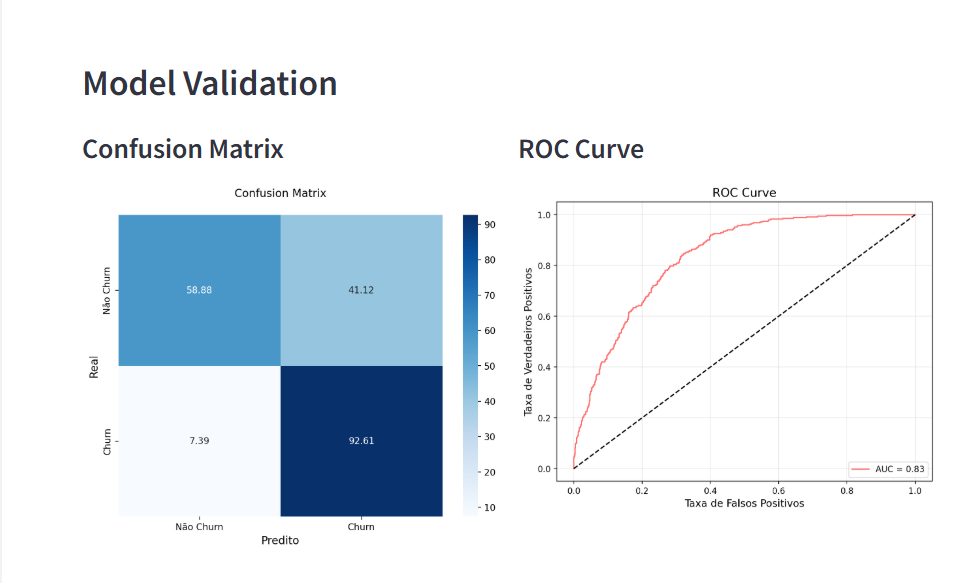 Model Validation
Confusion Matrix
Confusion Matrix
Não Churn
58.88
41.12
Real
Churn
7.39
92.61
Não Churn
Churn
Predito
90
80
70
60
50
40
30
20
10
ROC Curve
ROC Curve
Taxa de Verdadeiros Positivos
1.0
0.8
0.6
0.4
0.2
0.0
AUC = 0.83
0.0
0.2
0.4
0.6
0.8
1.0
Taxa de Falsos Positivos